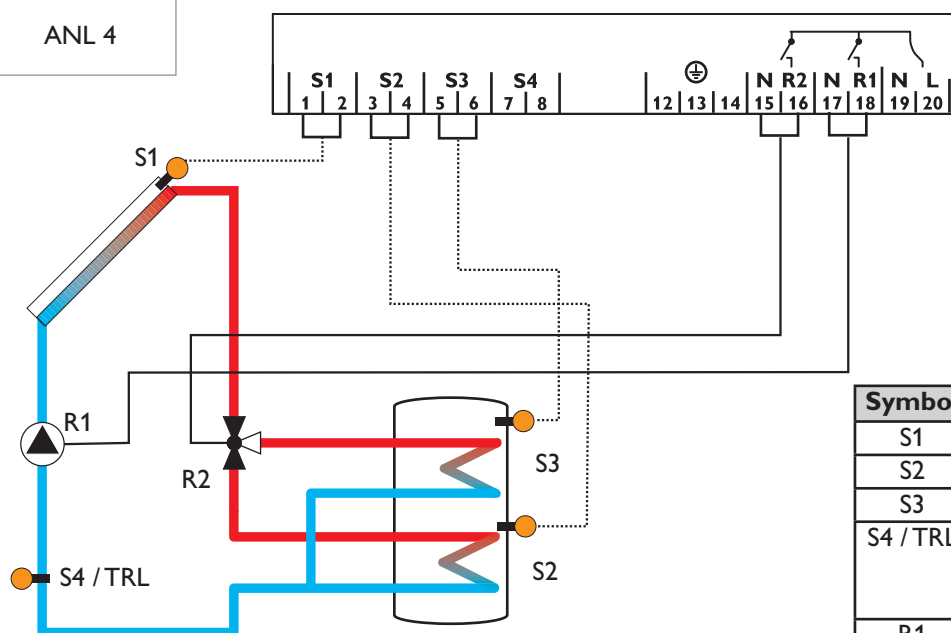 ANL 4
S1 S2 S3 S4 N R2 N R1 N L
1 2 3 4 5 6 7 8 12 13 14 15 16 17 18 19 20
S1
R1
R2
S3
S2
S4 / TRL
Symbo
S1
S2
S3
S4 / TRL
R1